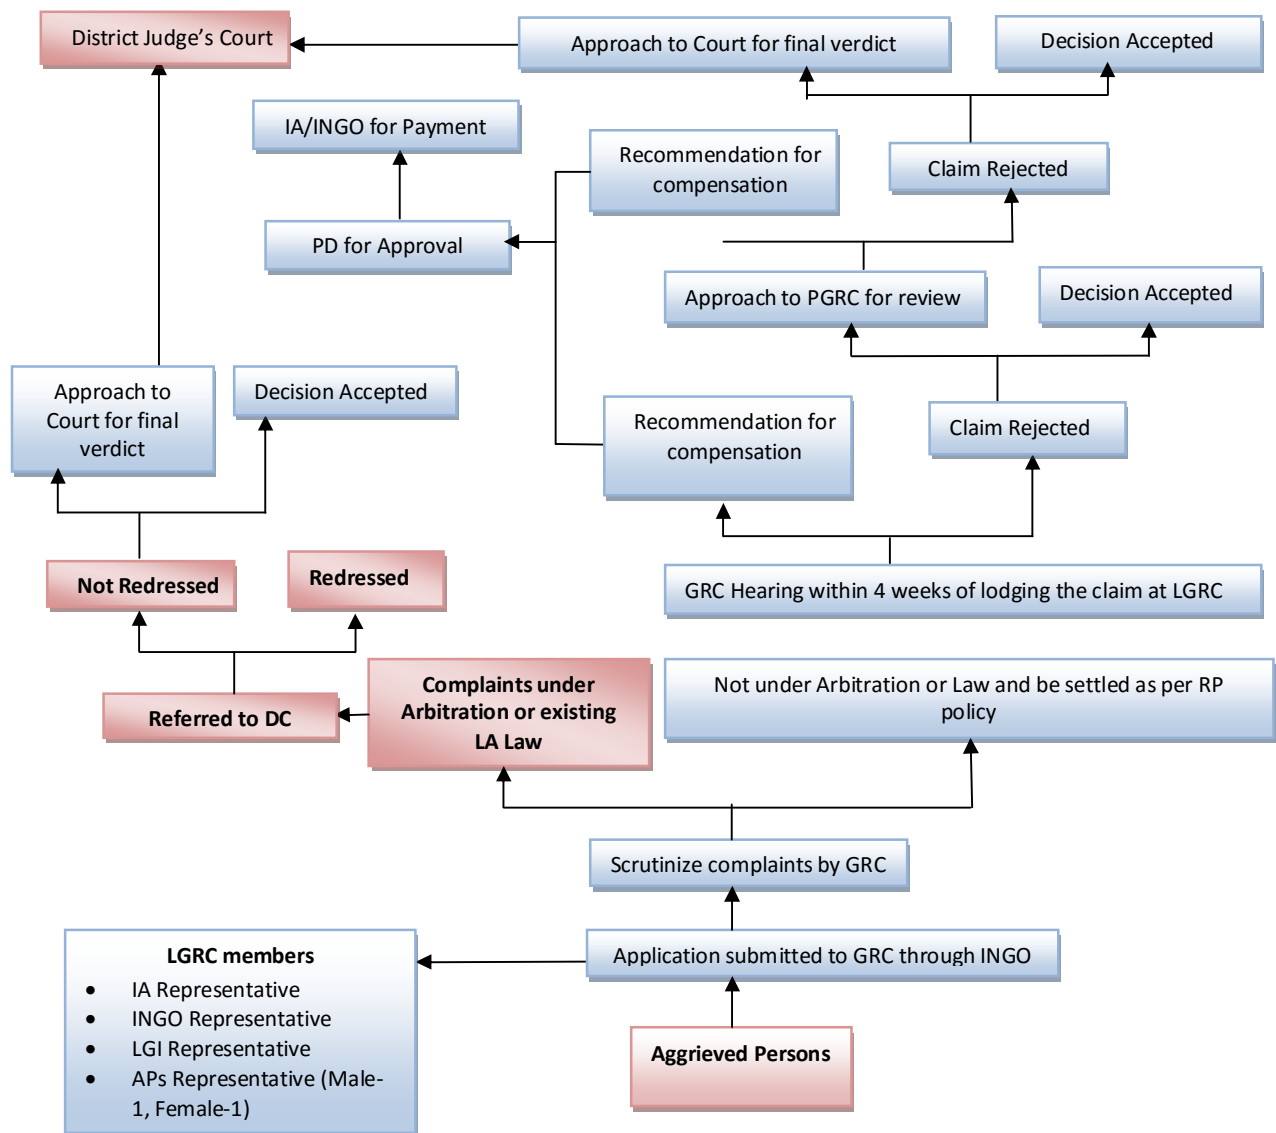 District Judge’s Court
Approach to Court for final verdict
Decision Accepted
IA/INGO for Payment
Recommendation for
compensation
Claim Rejected
PD for Approval
Approach to PGRC for review
Decision Accepted
Approach to
Court for final
verdict
Decision Accepted
Recommendation for
compensation
Claim Rejected
Not Redressed
Redressed
GRC Hearing within 4 weeks of lodging the claim at LGRC
Referred to DC
Complaints under
Arbitration or existing
LA Law
Not under Arbitration or Law and be settled as per RP
policy
Scrutinize complaints by GRC
LGRC members
• IA Representative
• INGO Representative
• LGI Representative
• APs Representative (Male-
1, Female-1)
Application submitted to GRC through INGO
Aggrieved Persons